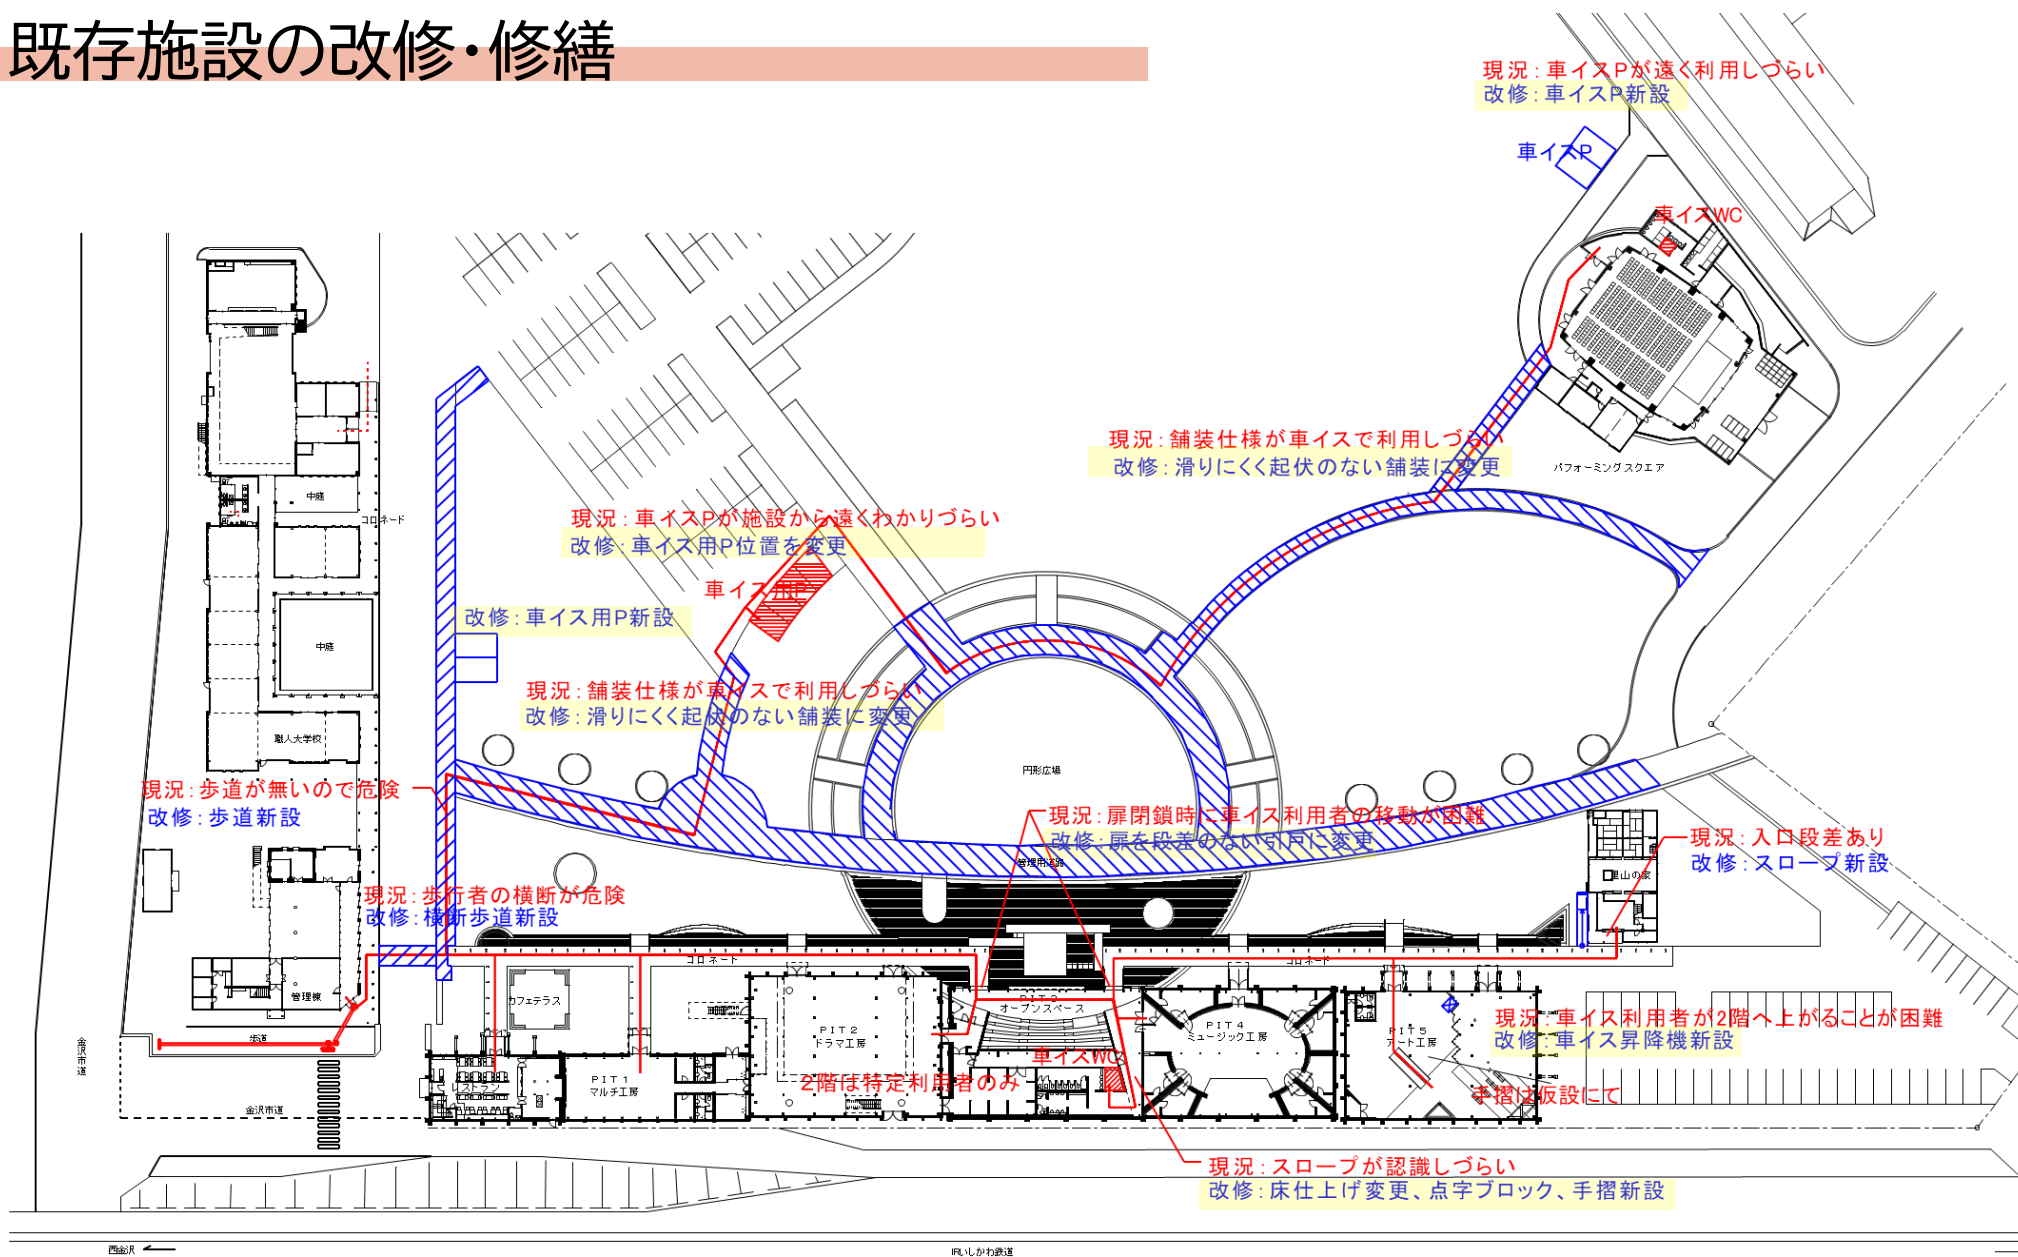 既存施設の改修・修繕
現況：車イスPが遠く利用しづらい
改修：車イスP新設
車イスP
車イスWC
現況：舗装仕様が車イスで利用しづらい
改修：滑りにくく起伏のない舗装に変更
パフォーミングスクエア
中庭
コロネード
現況：車イスPが施設から遠くわかりづらい
改修：車イス用P位置を変更
車イス用P
改修：車イス用P新設
中庭
現況：舗装仕様が車イスで利用しづらい
改修：滑りにくく起伏のない舗装に変更
職人大学校
円形広場
現況：歩道が無いので危険
改修：歩道新設
現況：扉閉鎖時に車イス利用者の移動が困難
改修：扉を段差のない引戸に変更
管理用道路
現況：入口段差あり
改修：スロープ新設
里山の家
現況：歩行者の横断が危険
改修：横断歩道新設
コロネード
コロネード
管理棟
カフェテラス
PIT2
ドラマ工房
PIT3
オープンスペース
PIT4
ミュージック工房
PIT5
アート工房
現況：車イス利用者が2階へ上がることが困難
改修：車イス昇降機新設
歩道
金沢市道
車イスWC
2階は特定利用者のみ
レストラン
PIT1
マルチ工房
手摺は仮設にて
金沢市道
現況：スロープが認識しづらい
改修：床仕上げ変更、点字ブロック、手摺新設
西金沢
IRいしかわ鉄道